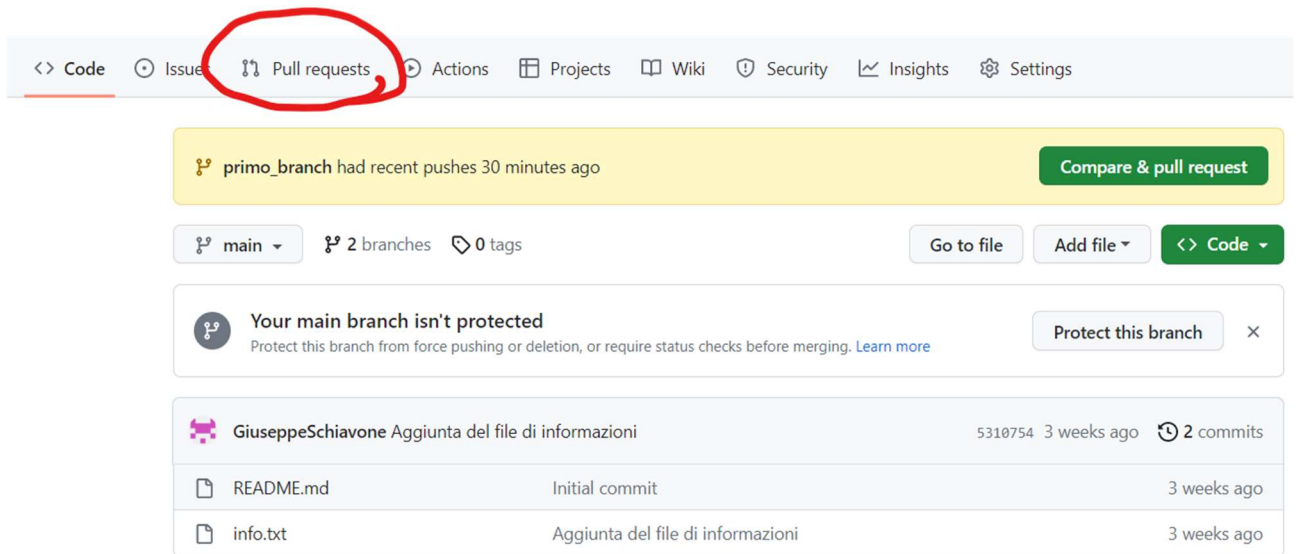 Code Issues Pull requests Actions Projects Wiki Security Insights Settings
primo_branch had recent pushes 30 minutes ago Compare & pull request
main 2 branches 0 tags Go to file Add file Code
Your main branch isn't protected
Protect this branch from force pushing or deletion, or require status checks before merging. Learn more Protect this branch
GiuseppeSchiavone Aggiunta del file di informazioni 5310754 3 weeks ago 2 commits
README.md Initial commit 3 weeks ago
info.txt Aggiunta del file di informazioni 3 weeks ago